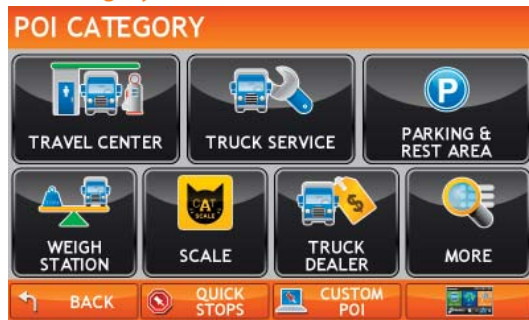 POI CATEGORY
TRAVEL CENTER
TRUCK SERVICE
P
PARKING &
REST AREA
WEIGH
STATION
CAT
SCALE
SCALE
$
TRUCK
DEALER
MORE
BACK
QUICK
STOPS
CUSTOM
POI